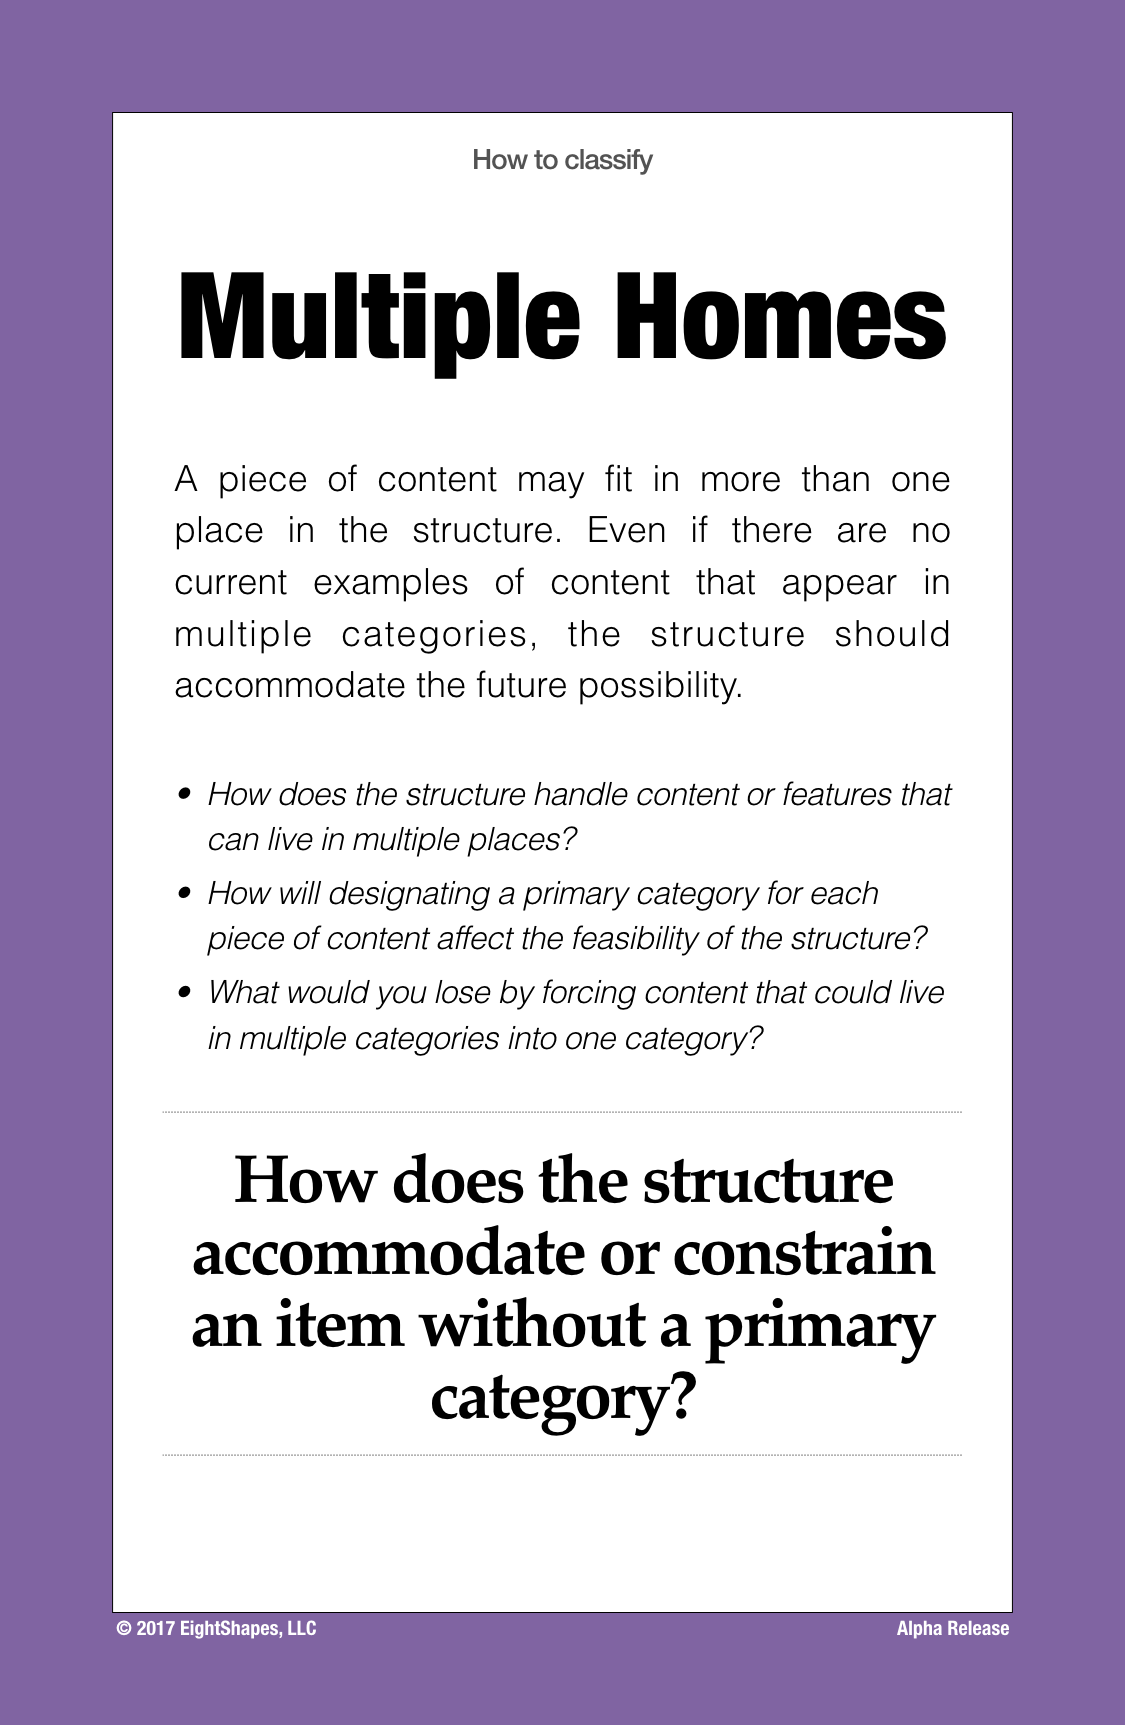 How to classify
Multiple Homes
A piece of content may fit in more than one
place in the structure. Even if there are no
current examples of content that appear in
multiple categories, the structure should
accommodate the future possibility.
• How does the structure handle content or features that
can live in multiple places?
• How will designating a primary category for each
piece of content affect the feasibility of the structure?
• What would you lose by forcing content that could live
in multiple categories into one category?
How does the structure
accommodate or constrain
an item without a primary
category?
© 2017 EightShapes, LLC
Alpha Release